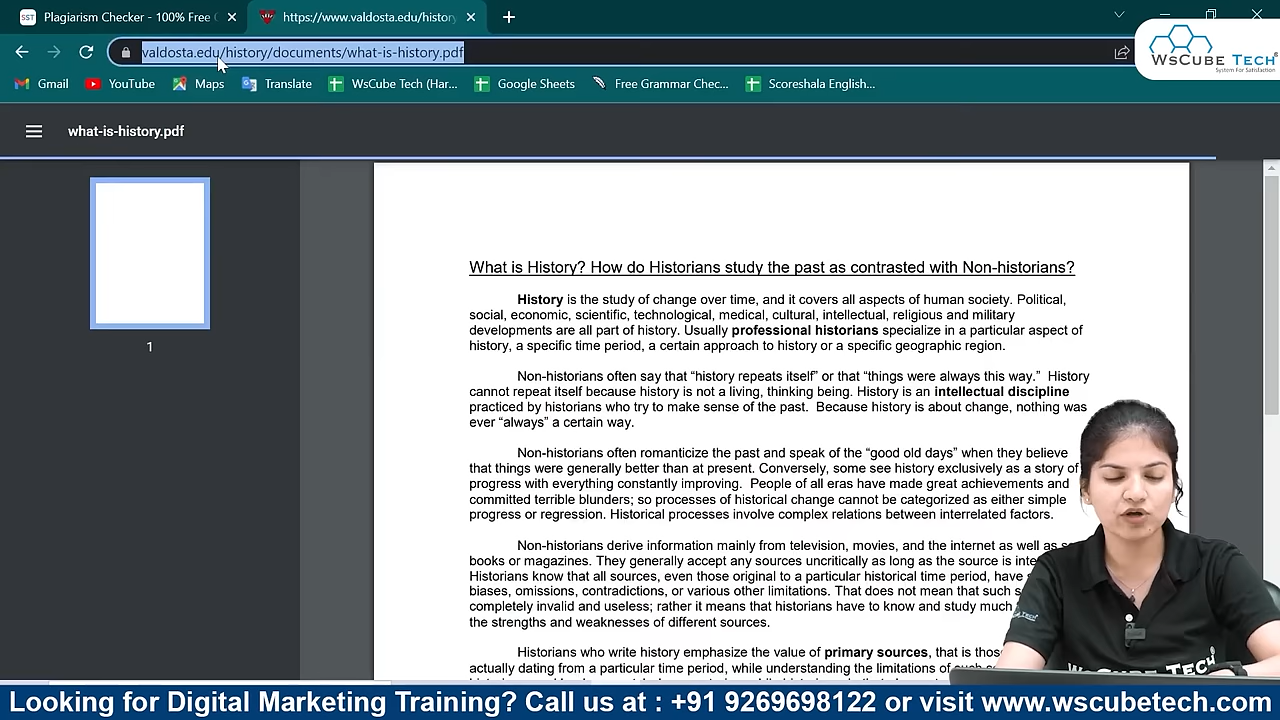 SST Plagiarism Checker - 100% Free
https://www.valdosta.edu/history
valdosta.edu/history/documents/what-is-history.pdf
WsCube Tech®
System For Satisfaction
Gmail YouTube Maps Translate WsCube Tech (Har... Google Sheets Free Grammar Chec... Scoreshala English...
what-is-history.pdf
1
What is History? How do Historians study the past as contrasted with Non-historians?
History is the study of change over time, and it covers all aspects of human society. Political,
social, economic, scientific, technological, medical, cultural, intellectual, religious and military
developments are all part of history. Usually professional historians specialize in a particular aspect of
history, a specific time period, a certain approach to history or a specific geographic region.
Non-historians often say that “history repeats itself” or that “things were always this way.” History
cannot repeat itself because history is not a living, thinking being. History is an intellectual discipline
practiced by historians who try to make sense of the past. Because history is about change, nothing was
ever “always” a certain way.
Non-historians often romanticize the past and speak of the “good old days” when they believe
that things were generally better than at present. Conversely, some see history exclusively as a story of
progress with everything constantly improving. People of all eras have made great achievements and
committed terrible blunders; so processes of historical change cannot be categorized as either simple
progress or regression. Historical processes involve complex relations between interrelated factors.
Non-historians derive information mainly from television, movies, and the internet as well as
books or magazines. They generally accept any sources uncritically as long as the source is
Historians know that all sources, even those original to a particular historical time period, have
biases, omissions, contradictions, or various other limitations. That does not mean that such
completely invalid and useless; rather it means that historians have to know and study much
the strengths and weaknesses of different sources.
Historians who write history emphasize the value of primary sources, that is
actually dating from a particular time period, while understanding the limitations of
WsCube Tech
Looking for Digital Marketing Training? Call us at : +91 9269698122 or visit www.wscubetech.com